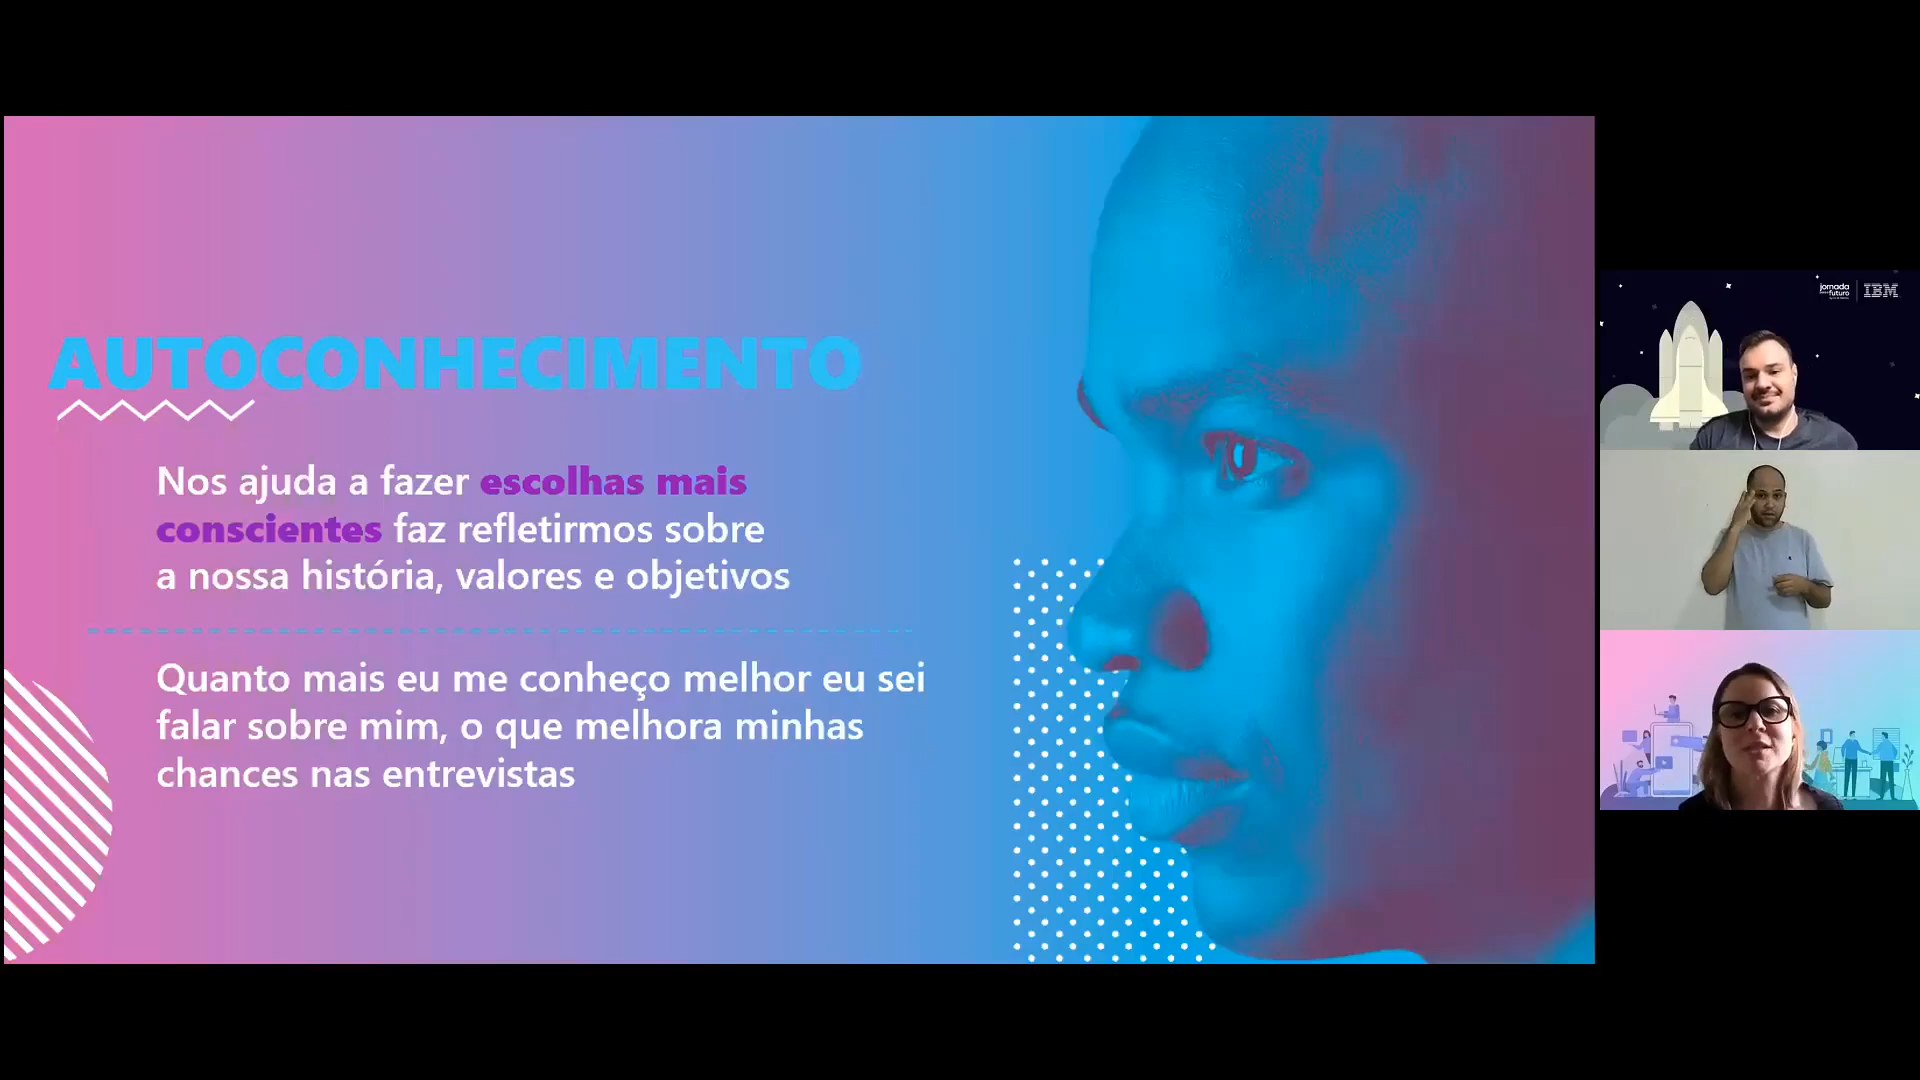 AUTOCONHECIMENTO
Nos ajuda a fazer escolhas mais
conscientes faz refletirmos sobre
a nossa história, valores e objetivos
Quanto mais eu me conheço melhor eu sei
falar sobre mim, o que melhora minhas
chances nas entrevistas
jornada
futuro
IBM